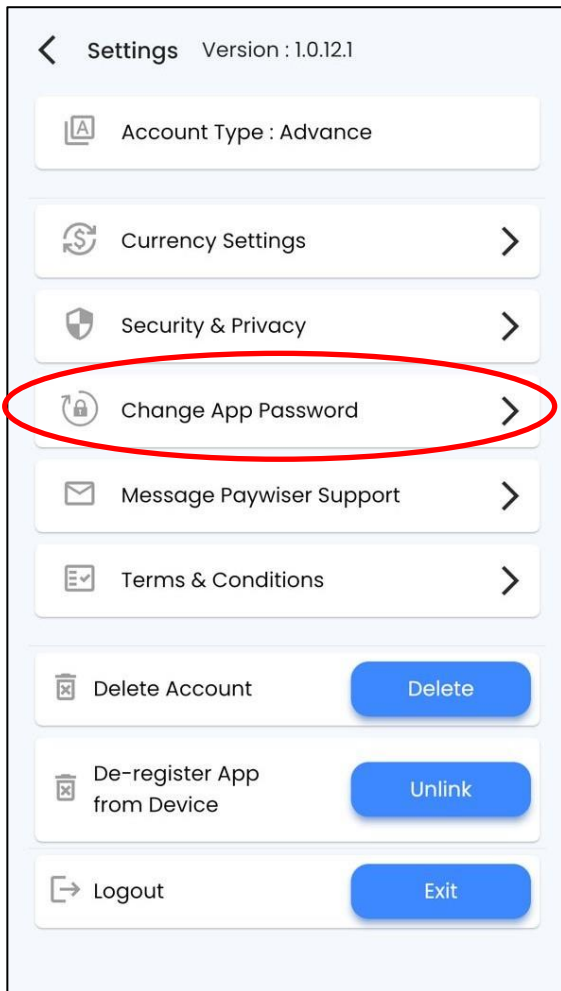 Settings Version : 1.0.12.1
A Account Type : Advance
$ Currency Settings
Security & Privacy
Change App Password
Message Paywiser Support
Terms & Conditions
Delete Account Delete
De-register App
from Device Unlink
Logout Exit